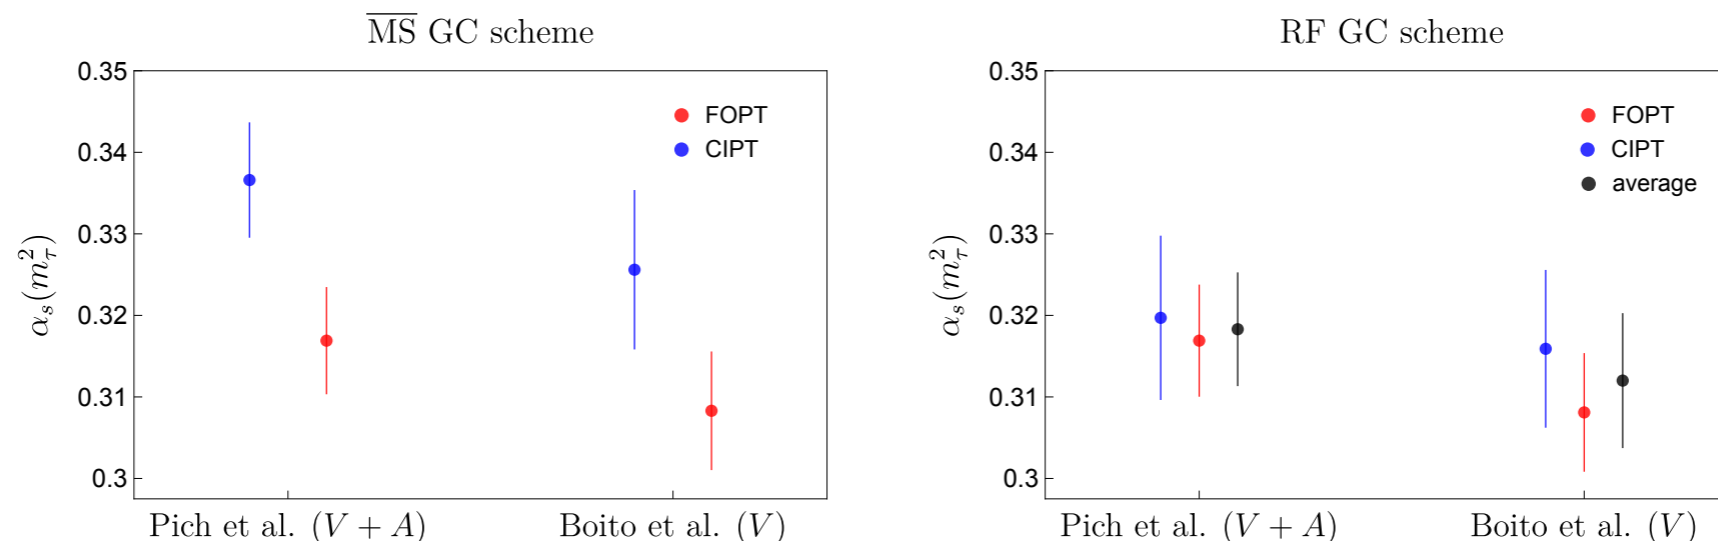 M̅S̅ GC scheme
α_s(m_τ^2)
0.35
0.34
0.33
0.32
0.31
0.3
FOPT
CIPT
Pich et al. (V + A)
Boito et al. (V)
RF GC scheme
α_s(m_τ^2)
0.35
0.34
0.33
0.32
0.31
0.3
FOPT
CIPT
average
Pich et al. (V + A)
Boito et al. (V)